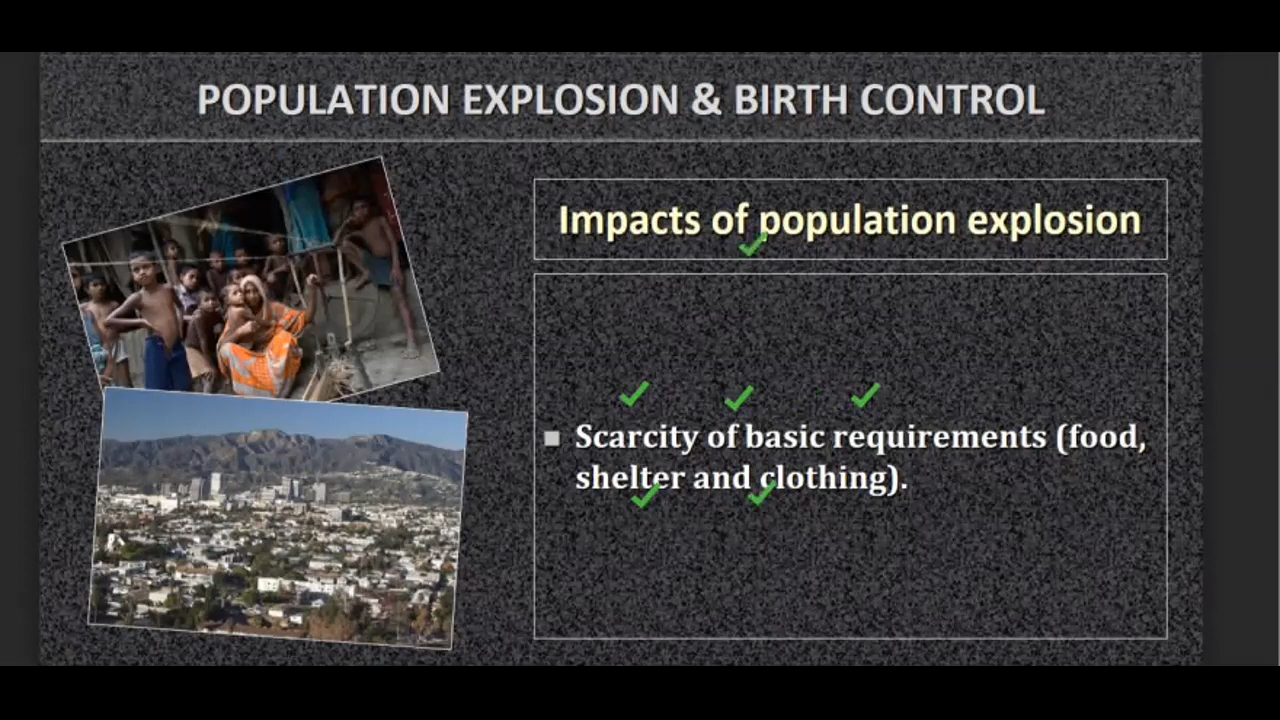 POPULATION EXPLOSION & BIRTH CONTROL
Impacts of population explosion
Scarcity of basic requirements (food,
shelter and clothing).